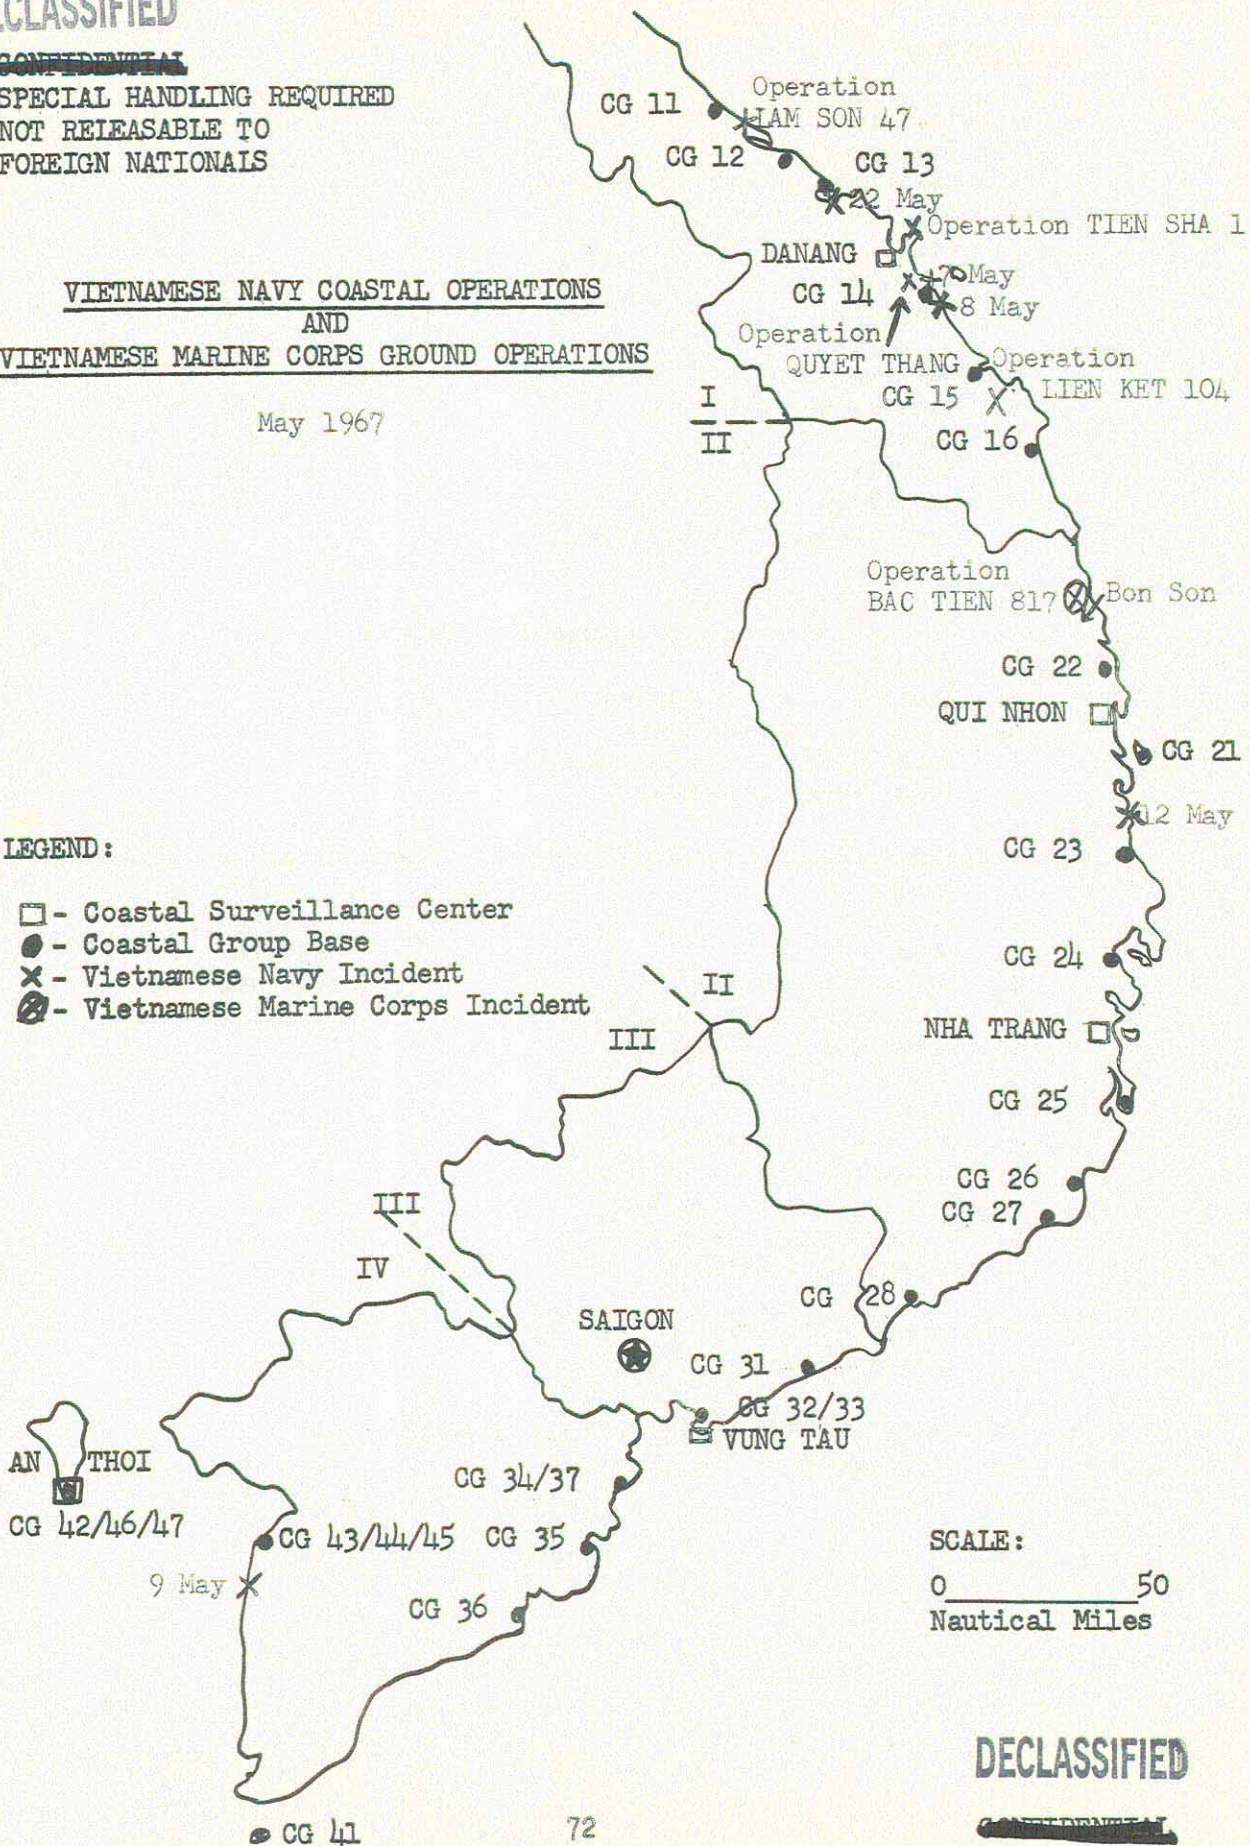 DECLASSIFIED
CONFIDENTIAL
SPECIAL HANDLING REQUIRED
NOT RELEASABLE TO
FOREIGN NATIONALS
VIETNAMESE NAVY COASTAL OPERATIONS
AND
VIETNAMESE MARINE CORPS GROUND OPERATIONS
May 1967
CG 11
Operation
LAM SON 47
CG 12
CG 13
22 May
Operation TIEN SHA 1
DANANG
CG 14
70 May
8 May
Operation
QUYET THANG
Operation
LIEN KET 104
CG 15
I
II
CG 16
Operation
BAC TIEN 817
Bon Son
CG 22
QUI NHON
CG 21
12 May
CG 23
LEGEND:
- Coastal Surveillance Center
- Coastal Group Base
X - Vietnamese Navy Incident
- Vietnamese Marine Corps Incident
CG 24
II
III
NHA TRANG
CG 25
CG 26
CG 27
III
IV
CG 28
SAIGON
CG 31
CG 32/33
VUNG TAU
AN THOI
CG 42/46/47
CG 34/37
CG 43/44/45
CG 35
9 May
CG 36
SCALE:
0 50
Nautical Miles
CG 41
72
DECLASSIFIED
CONFIDENTIAL